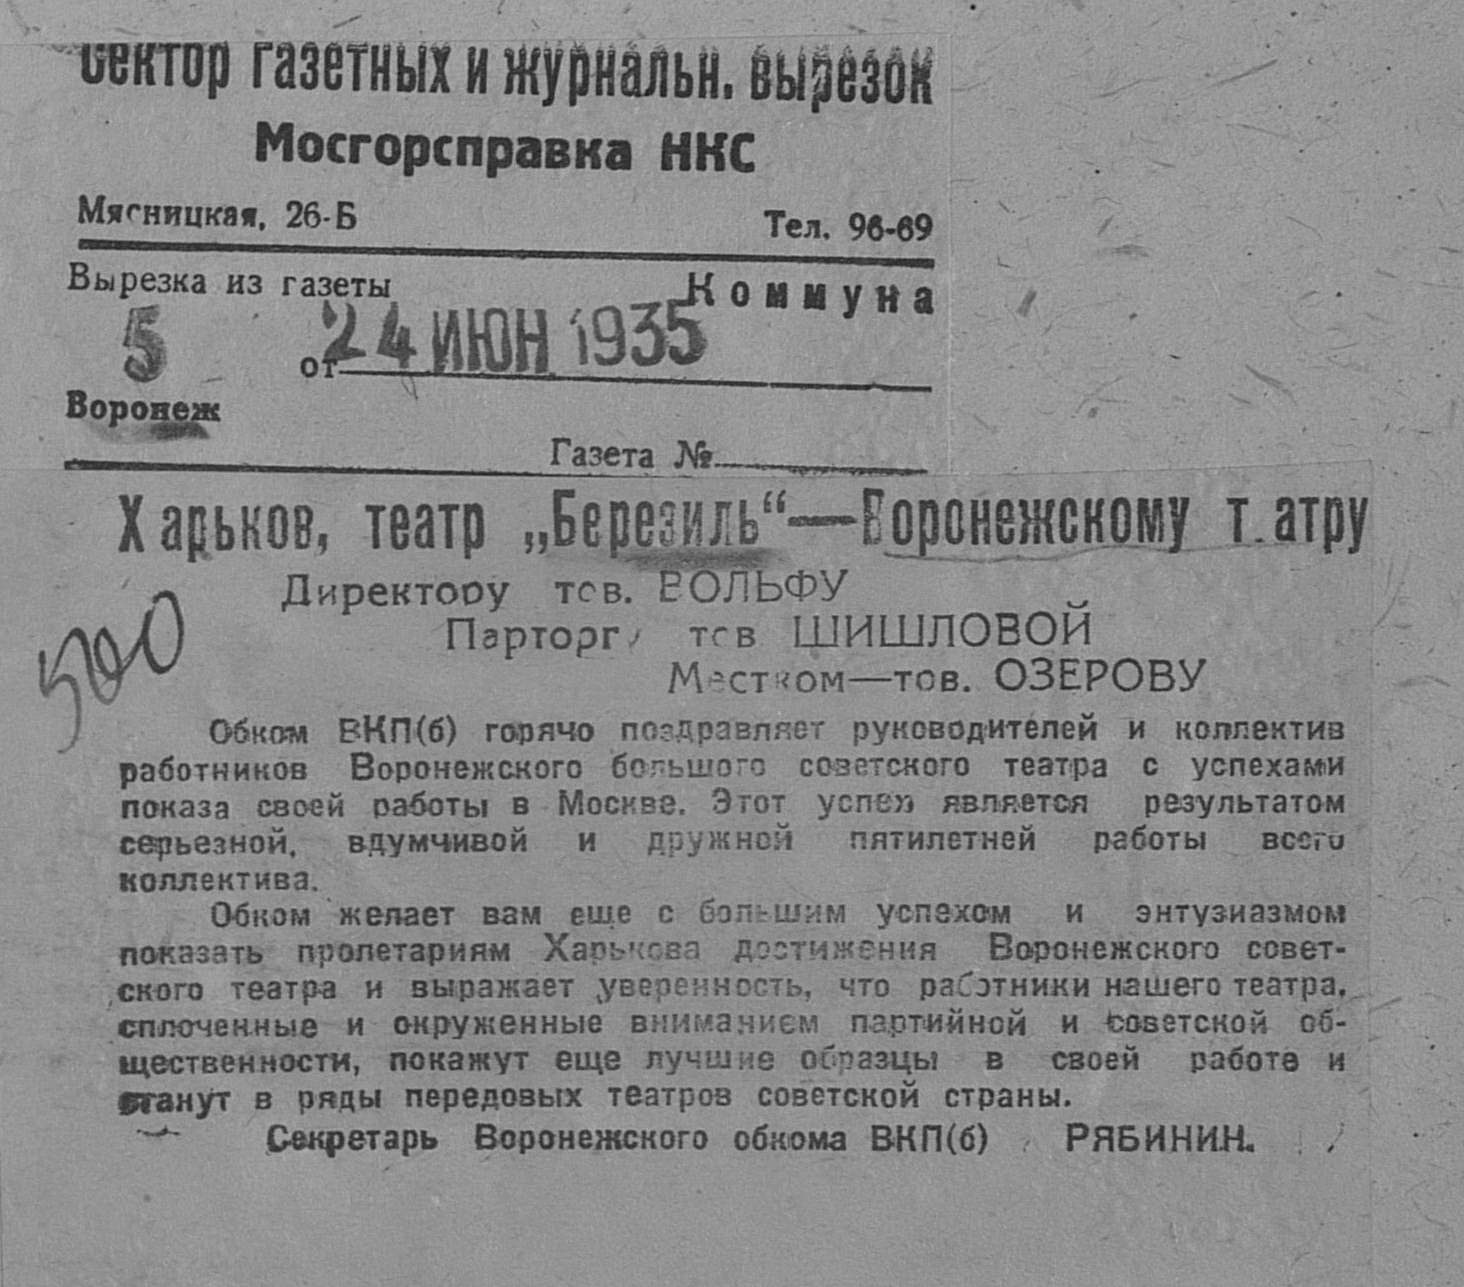 Сектор газетных и журнальн. вырезок
Мосгорсправка НКС
Мясницкая, 26-Б Тел. 96-69
Вырезка из газеты Коммуна
5 от 24 ИЮН 1935
Воронеж
Газета №
Харьков, театр „Березиль“—Воронежскому т.атру
Директору тов. ВОЛЬФУ
Парторгу тов ШИШЛОВОЙ
Местком—тов. ОЗЕРОВУ
500
Обком ВКП(б) горячо поздравляет руководителей и коллектив
работников Воронежского большого советского театра с успехами
показа своей работы в Москве. Этот успех является результатом
серьезной, вдумчивой и дружной пятилетней работы всего
коллектива.
Обком желает вам еще с большим успехом и энтузиазмом
показать пролетариям Харькова достижения Воронежского совет-
ского театра и выражает уверенность, что работники нашего театра,
сплоченные и окруженные вниманием партийной и советской об-
щественности, покажут еще лучшие образцы в своей работе и
станут в ряды передовых театров советской страны.
Секретарь Воронежского обкома ВКП(б) РЯБИНИН.